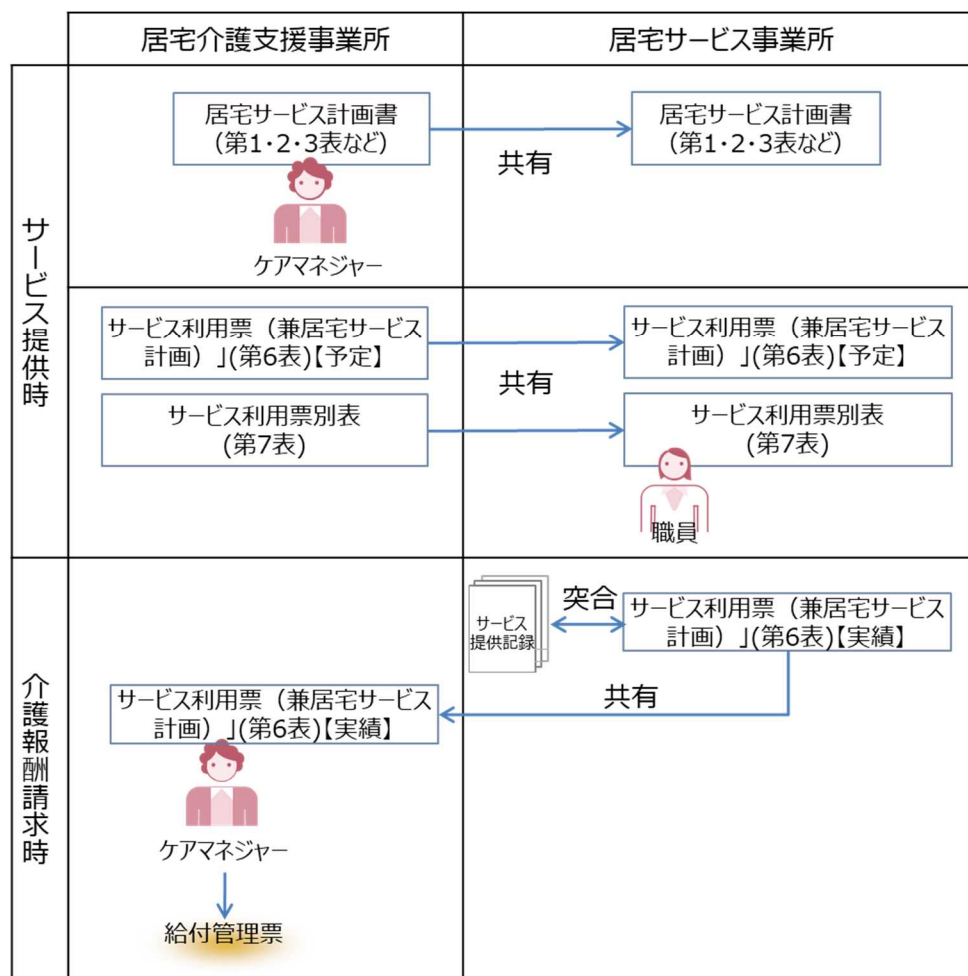 居宅介護支援事業所
居宅サービス事業所
サービス提供時
居宅サービス計画書
（第1・2・3表など）
共有
居宅サービス計画書
（第1・2・3表など）
ケアマネジャー
サービス利用票（兼居宅サービス
計画）」(第6表)【予定】
共有
サービス利用票（兼居宅サービス
計画）」(第6表)【予定】
サービス利用票別表
(第7表)
サービス利用票別表
(第7表)
職員
介護報酬請求時
サービス
提供記録
突合
サービス利用票（兼居宅サービス
計画）」(第6表)【実績】
共有
サービス利用票（兼居宅サービス
計画）」(第6表)【実績】
ケアマネジャー
給付管理票